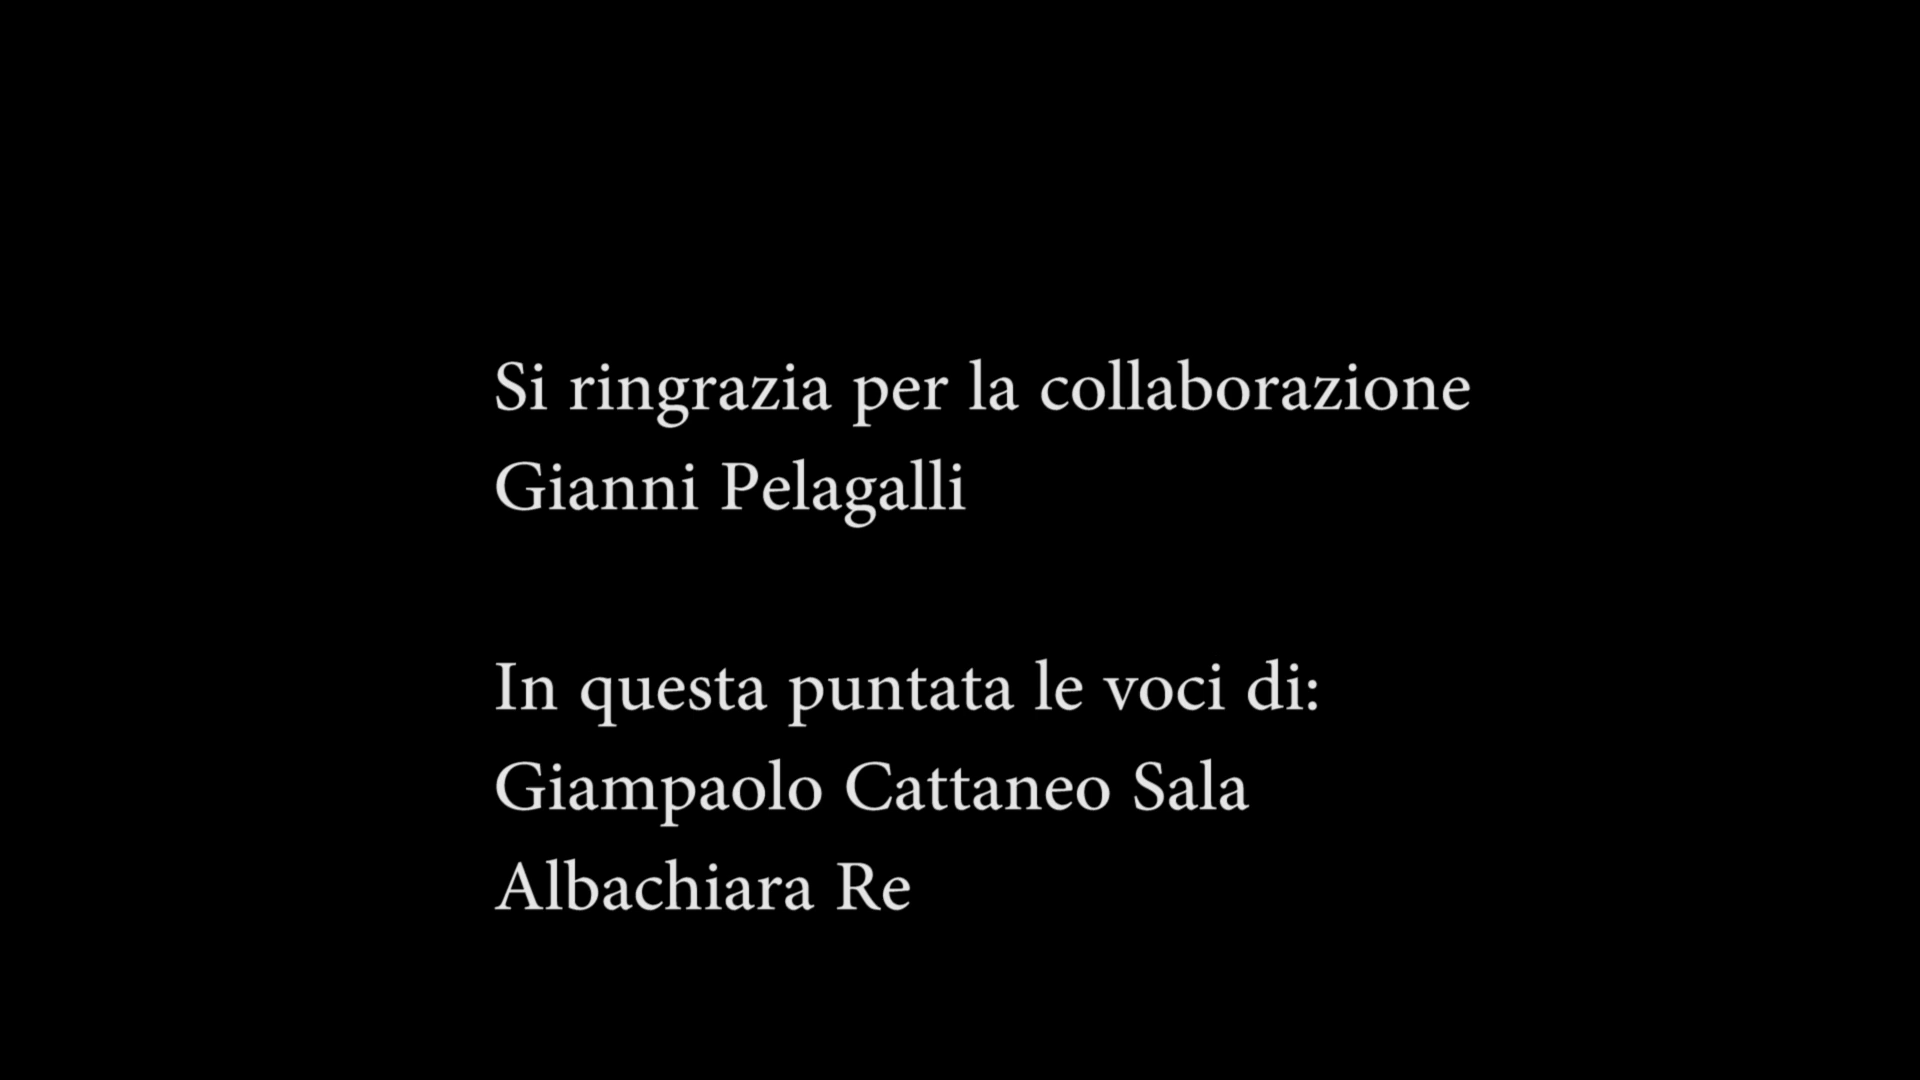 Si ringrazia per la collaborazione
Gianni Pelagalli
In questa puntata le voci di:
Giampaolo Cattaneo Sala
Albachiara Re